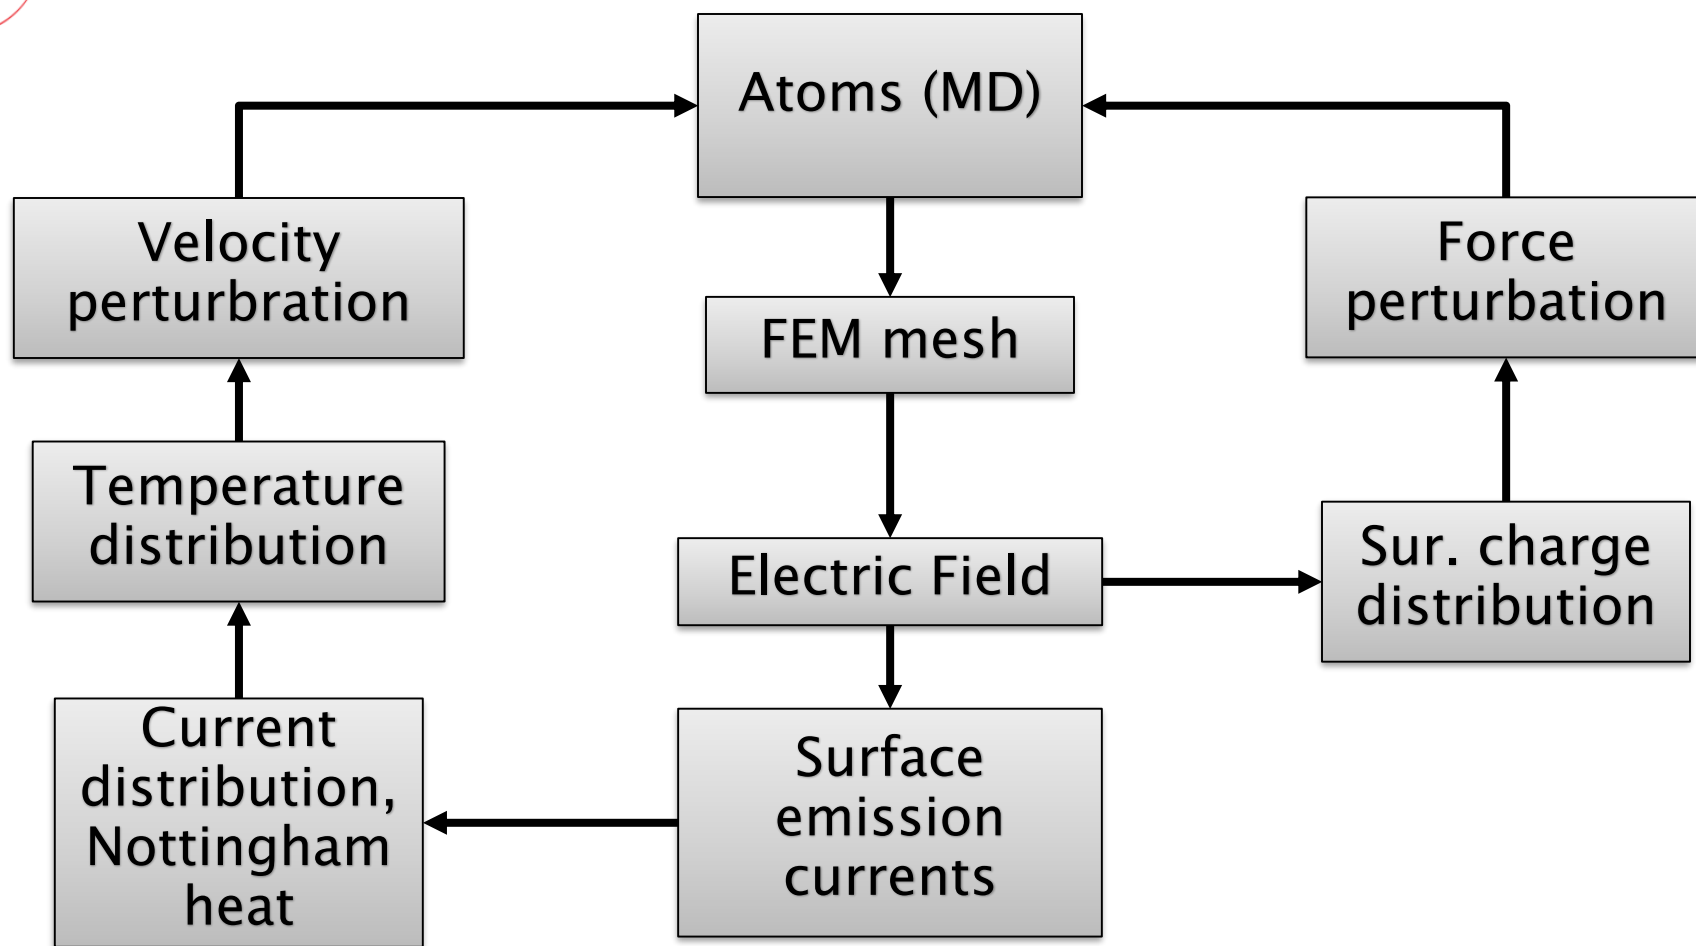 Atoms (MD)
Velocity
perturbration
Force
perturbation
FEM mesh
Temperature
distribution
Electric Field
Sur. charge
distribution
Current
distribution,
Nottingham
heat
Surface
emission
currents